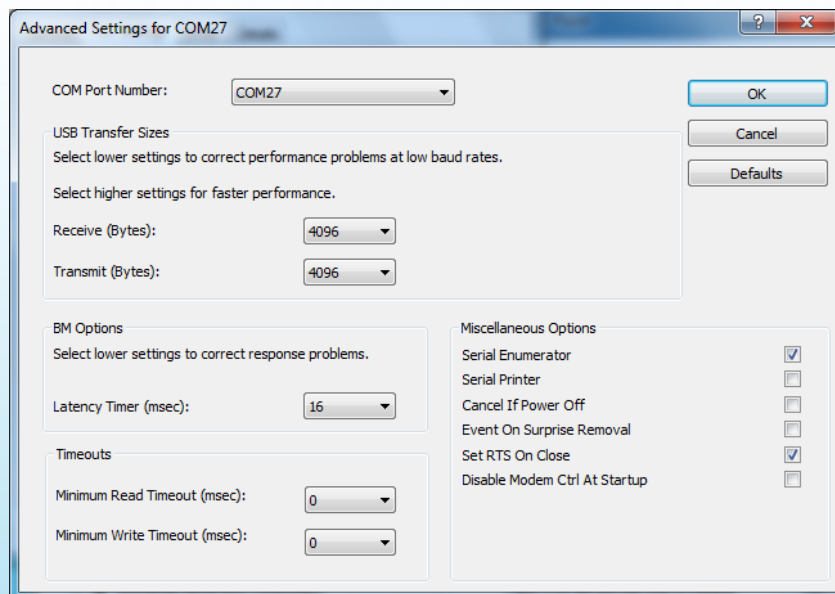 Advanced Settings for COM27
COM Port Number:
COM27
OK
Cancel
Defaults
USB Transfer Sizes
Select lower settings to correct performance problems at low baud rates.
Select higher settings for faster performance.
Receive (Bytes):
4096
Transmit (Bytes):
4096
BM Options
Select lower settings to correct response problems.
Latency Timer (msec):
16
Timeouts
Minimum Read Timeout (msec):
0
Minimum Write Timeout (msec):
0
Miscellaneous Options
Serial Enumerator
Serial Printer
Cancel If Power Off
Event On Surprise Removal
Set RTS On Close
Disable Modem Ctrl At Startup